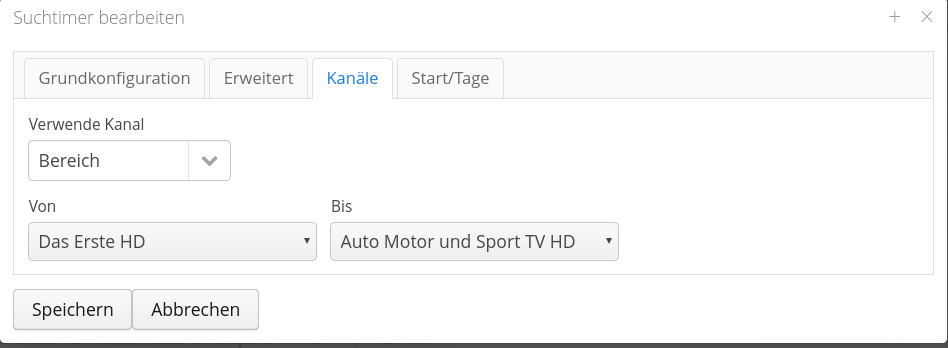 Suchtimer bearbeiten
Grundkonfiguration Erweitert Kanäle Start/Tage
Verwende Kanal
Bereich
Von Bis
Das Erste HD Auto Motor und Sport TV HD
Speichern Abbrechen